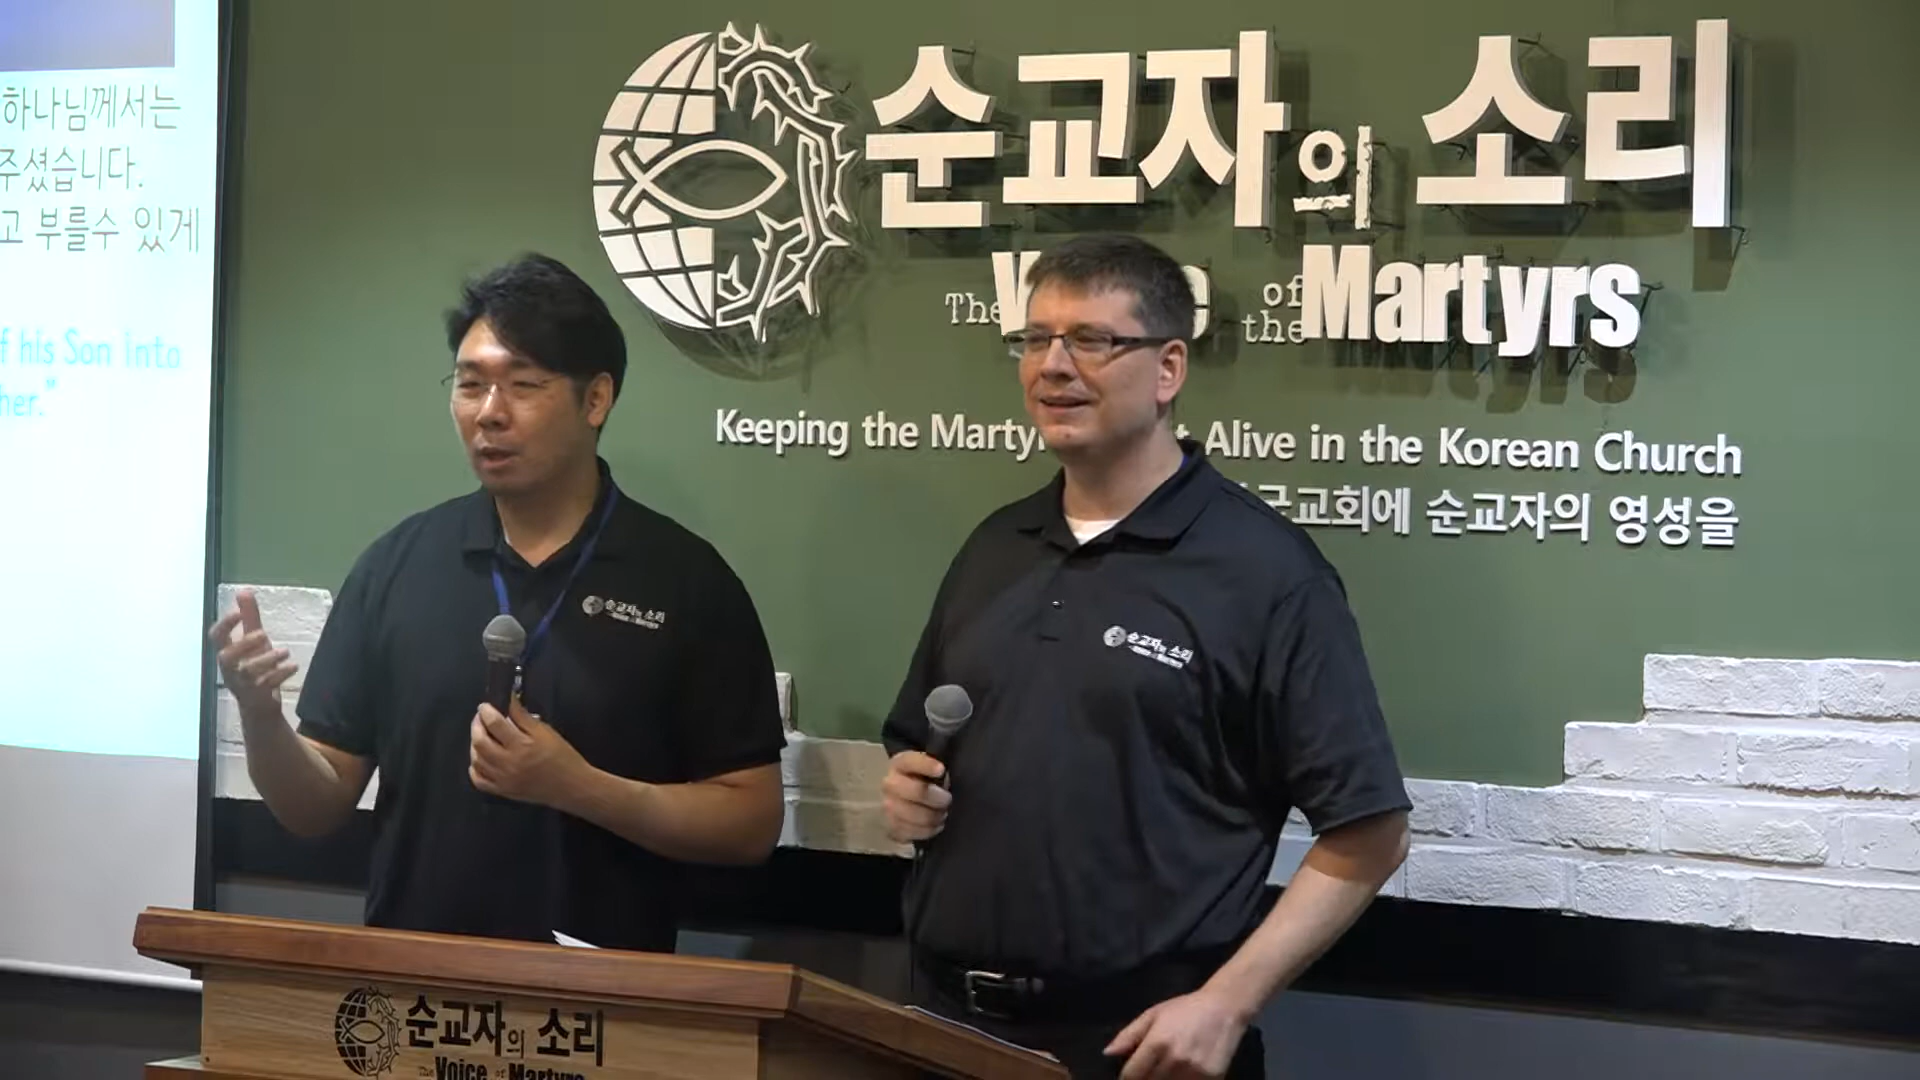 하나님께서는
주셨습니다.
고 부를수 있게
f his Son into
her."
순교자의 소리
The of the Martyrs
Keeping the Marty Alive in the Korean Church
교회에 순교자의 영성을
순교자의 소리
순교자의 소리
순교자의 소리
The Voice of Martyrs